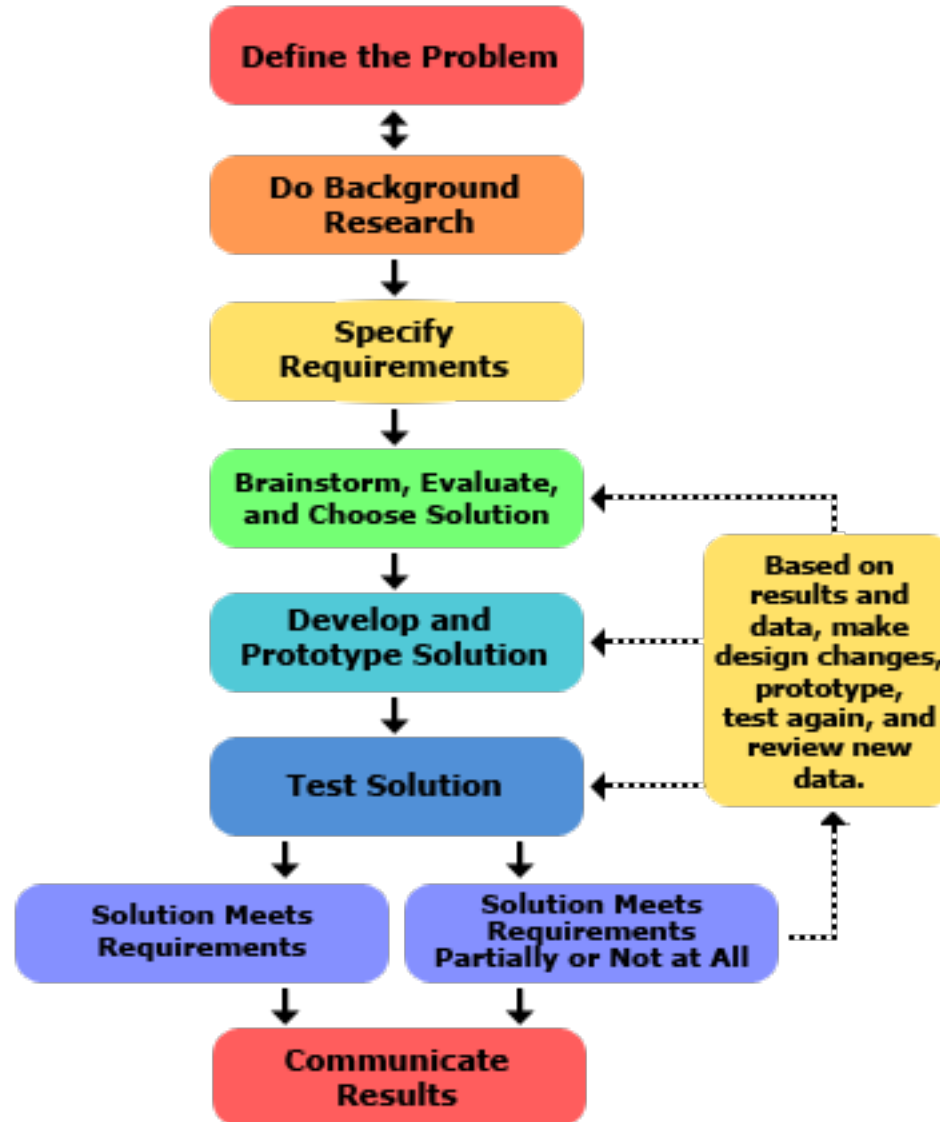 Define the Problem
Do Background
Research
Specify
Requirements
Brainstorm, Evaluate,
and Choose Solution
Develop and
Prototype Solution
Based on
results and
data, make
design changes,
prototype,
test again, and
review new
data.
Test Solution
Solution Meets
Requirements
Solution Meets
Requirements
Partially or Not at All
Communicate
Results